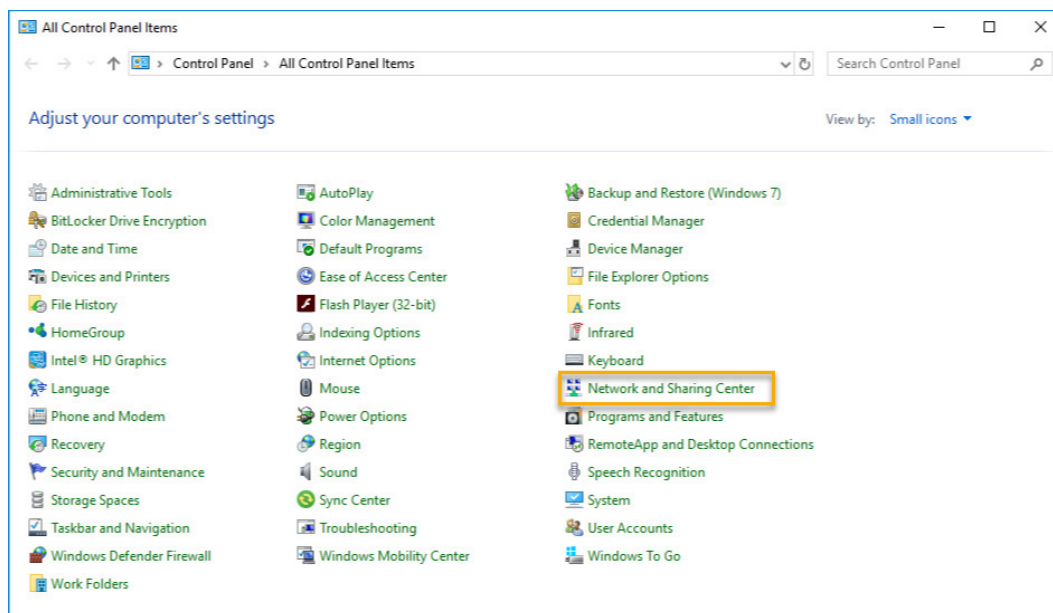 All Control Panel Items
Control Panel > All Control Panel Items
Search Control Panel
Adjust your computer's settings
View by: Small icons
Administrative Tools
AutoPlay
Backup and Restore (Windows 7)
BitLocker Drive Encryption
Color Management
Credential Manager
Date and Time
Default Programs
Device Manager
Devices and Printers
Ease of Access Center
File Explorer Options
File History
Flash Player (32-bit)
Fonts
HomeGroup
Indexing Options
Infrared
Intel® HD Graphics
Internet Options
Keyboard
Language
Mouse
Network and Sharing Center
Phone and Modem
Power Options
Programs and Features
Recovery
Region
RemoteApp and Desktop Connections
Security and Maintenance
Sound
Speech Recognition
Storage Spaces
Sync Center
System
Taskbar and Navigation
Troubleshooting
User Accounts
Windows Defender Firewall
Windows Mobility Center
Windows To Go
Work Folders